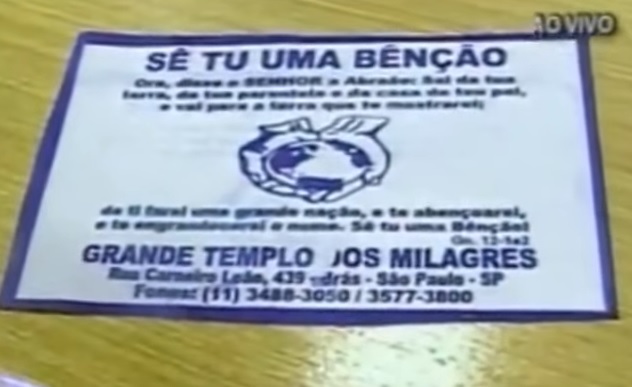 AO VIVO
SÊ TU UMA BÊNÇÃO
Ora, disse o SENHOR a Abraão: Sai da tua
terra, da tua parentela e da casa do teu pai,
e vai para a terra que te mostrarei;
de ti farei uma grande nação, e te abençoarei,
e te engrandecerei o nome. Sê tu uma Bênção!
Gn. 12-1e2
GRANDE TEMPLO DOS MILAGRES
Rua Carneiro Leão, 439 - São Paulo - SP
Fones: (11) 3488-3050 / 3577-3800